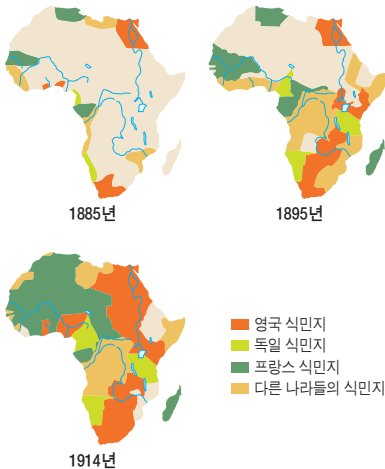 1885년
1895년
1914년
영국 식민지
독일 식민지
프랑스 식민지
다른 나라들의 식민지